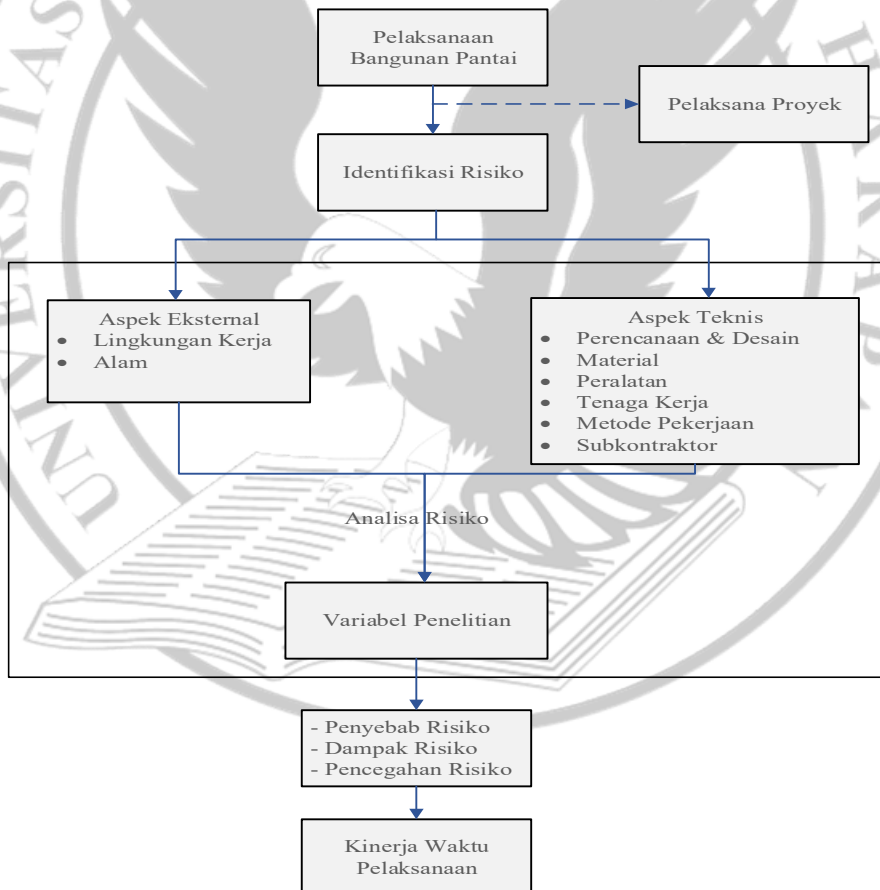 Pelaksanaan
Bangunan Pantai
Pelaksana Proyek
Identifikasi Risiko
Aspek Eksternal
• Lingkungan Kerja
• Alam
Aspek Teknis
• Perencanaan & Desain
• Material
• Peralatan
• Tenaga Kerja
• Metode Pekerjaan
• Subkontraktor
Analisa Risiko
Variabel Penelitian
- Penyebab Risiko
- Dampak Risiko
- Pencegahan Risiko
Kinerja Waktu
Pelaksanaan